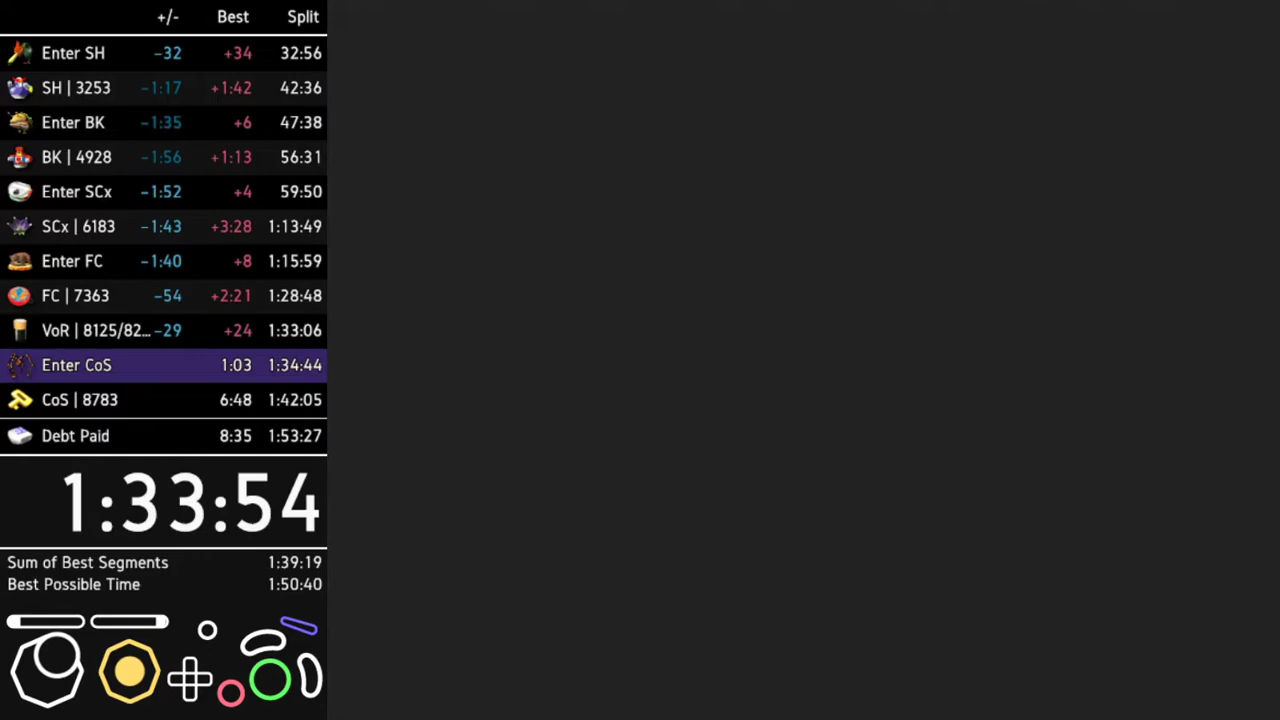 +/- Best Split
Enter SH -32 +34 32:56
SH | 3253 -1:17 +1:42 42:36
Enter BK -1:35 +6 47:38
BK | 4928 -1:56 +1:13 56:31
Enter SCx -1:52 +4 59:50
SCx | 6183 -1:43 +3:28 1:13:49
Enter FC -1:40 +8 1:15:59
FC | 7363 -54 +2:21 1:28:48
VoR | 8125/82... -29 +24 1:33:06
Enter CoS 1:03 1:34:44
CoS | 8783 6:48 1:42:05
Debt Paid 8:35 1:53:27
1:33:54
Sum of Best Segments 1:39:19
Best Possible Time 1:50:40